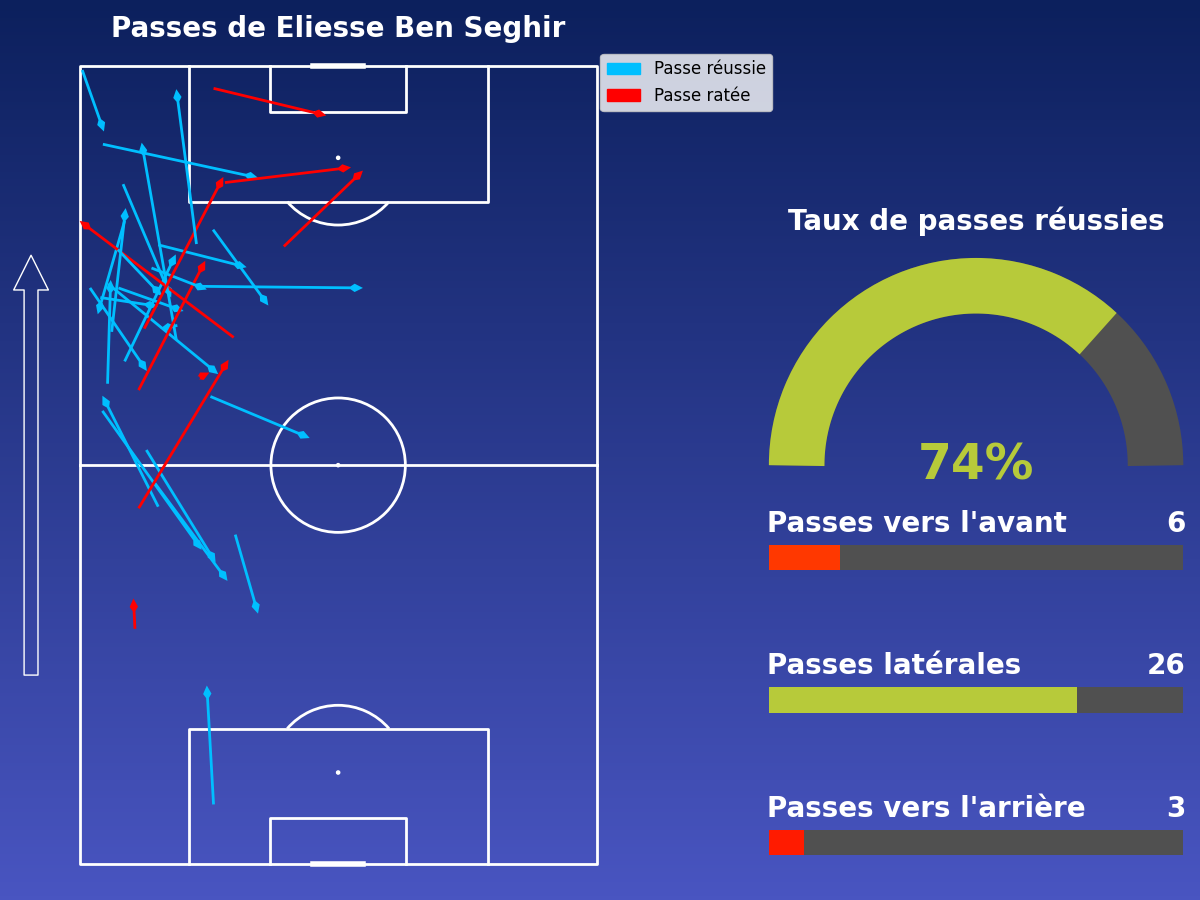 Passes de Eliesse Ben Seghir
Passe réussie
Passe ratée
Taux de passes réussies
74%
Passes vers l'avant 6
Passes latérales 26
Passes vers l'arrière 3